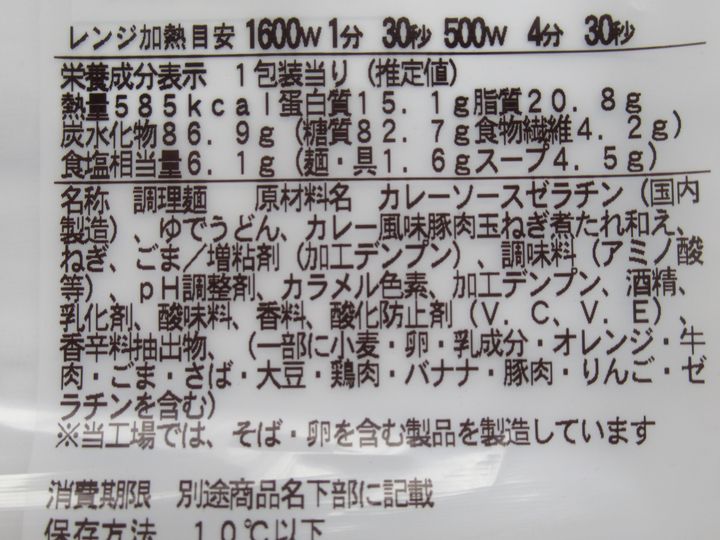 レンジ加熱目安 1600W 1分 30秒 500W 4分 30秒
栄養成分表示 1包装当り(推定値)
熱量585kcal蛋白質15.1g脂質20.8g
炭水化物86.9g(糖質82.7g食物繊維4.2g)
食塩相当量6.1g(麺・具1.6gスープ4.5g)
名称 調理麺 原材料名 カレーソースゼラチン(国内
製造)、ゆでうどん、カレー風味豚肉玉ねぎ煮たれ和え、
ねぎ、ごま/増粘剤(加工デンプン)、調味料(アミノ酸
等)、pH調整剤、カラメル色素、加工デンプン、酒精、
乳化剤、酸味料、香料、酸化防止剤(V.C、V.E)、
香辛料抽出物、(一部に小麦・卵・乳成分・オレンジ・牛
肉・ごま・さば・大豆・鶏肉・バナナ・豚肉・りんご・ゼ
ラチンを含む)
※当工場では、そば・卵を含む製品を製造しています
消費期限 別途商品名下部に記載
保存方法 10℃以下